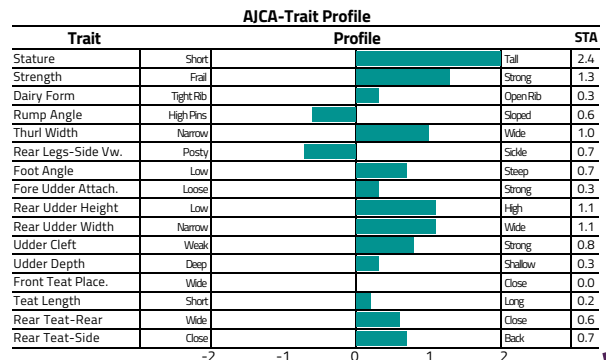 AJCA-Trait Profile
Trait Profile STA
Stature Short Tall 2.4
Strength Frail Strong 1.3
Dairy Form Tight Rib Open Rib 0.3
Rump Angle High Pins Sloped 0.6
Thurl Width Narrow Wide 1.0
Rear Legs-Side Vw. Posty Sickle 0.7
Foot Angle Low Steep 0.7
Fore Udder Attach. Loose Strong 0.3
Rear Udder Height Low High 1.1
Rear Udder Width Narrow Wide 1.1
Udder Cleft Weak Strong 0.8
Udder Depth Deep Shallow 0.3
Front Teat Place. Wide Close 0.0
Teat Length Short Long 0.2
Rear Teat-Rear Wide Close 0.6
Rear Teat-Side Close Back 0.7
-2 -1 0 1 2